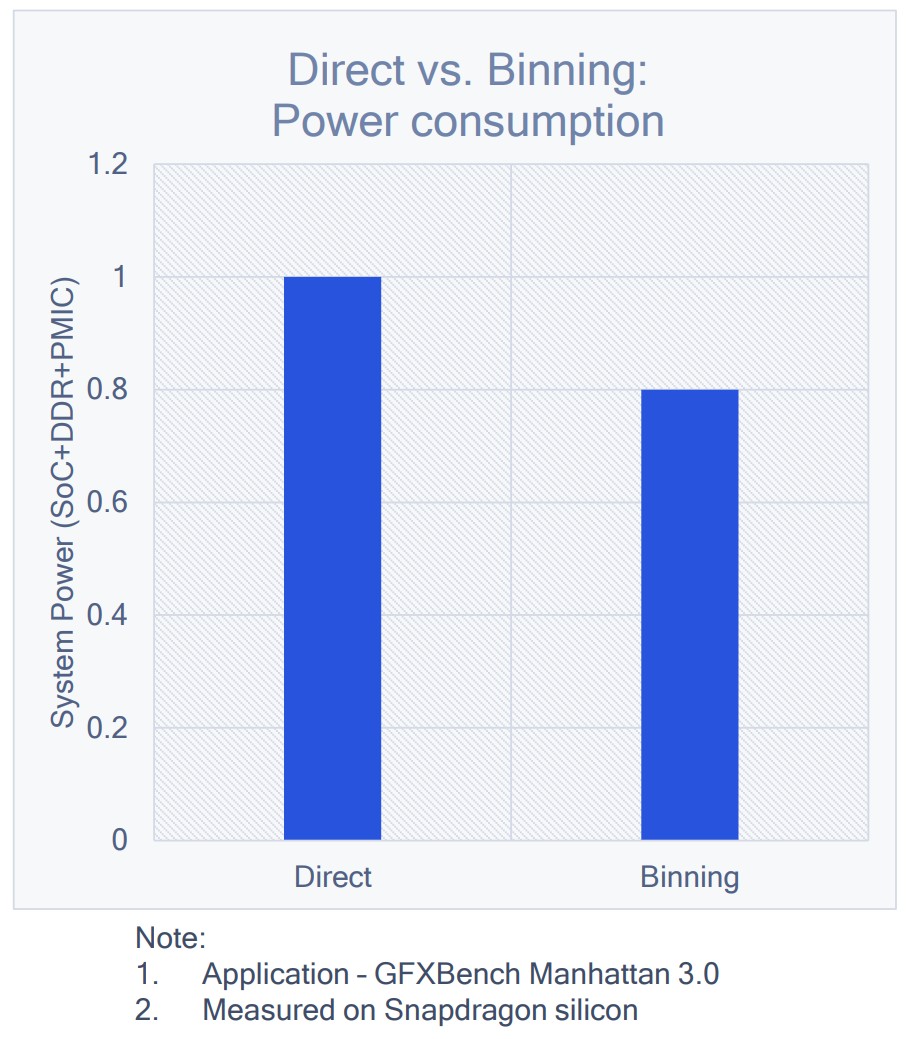 Direct vs. Binning:
Power consumption
System Power (SoC+DDR+PMIC)
1.2
1
0.8
0.6
0.4
0.2
0
Direct
Binning
Note:
1. Application - GFXBench Manhattan 3.0
2. Measured on Snapdragon silicon